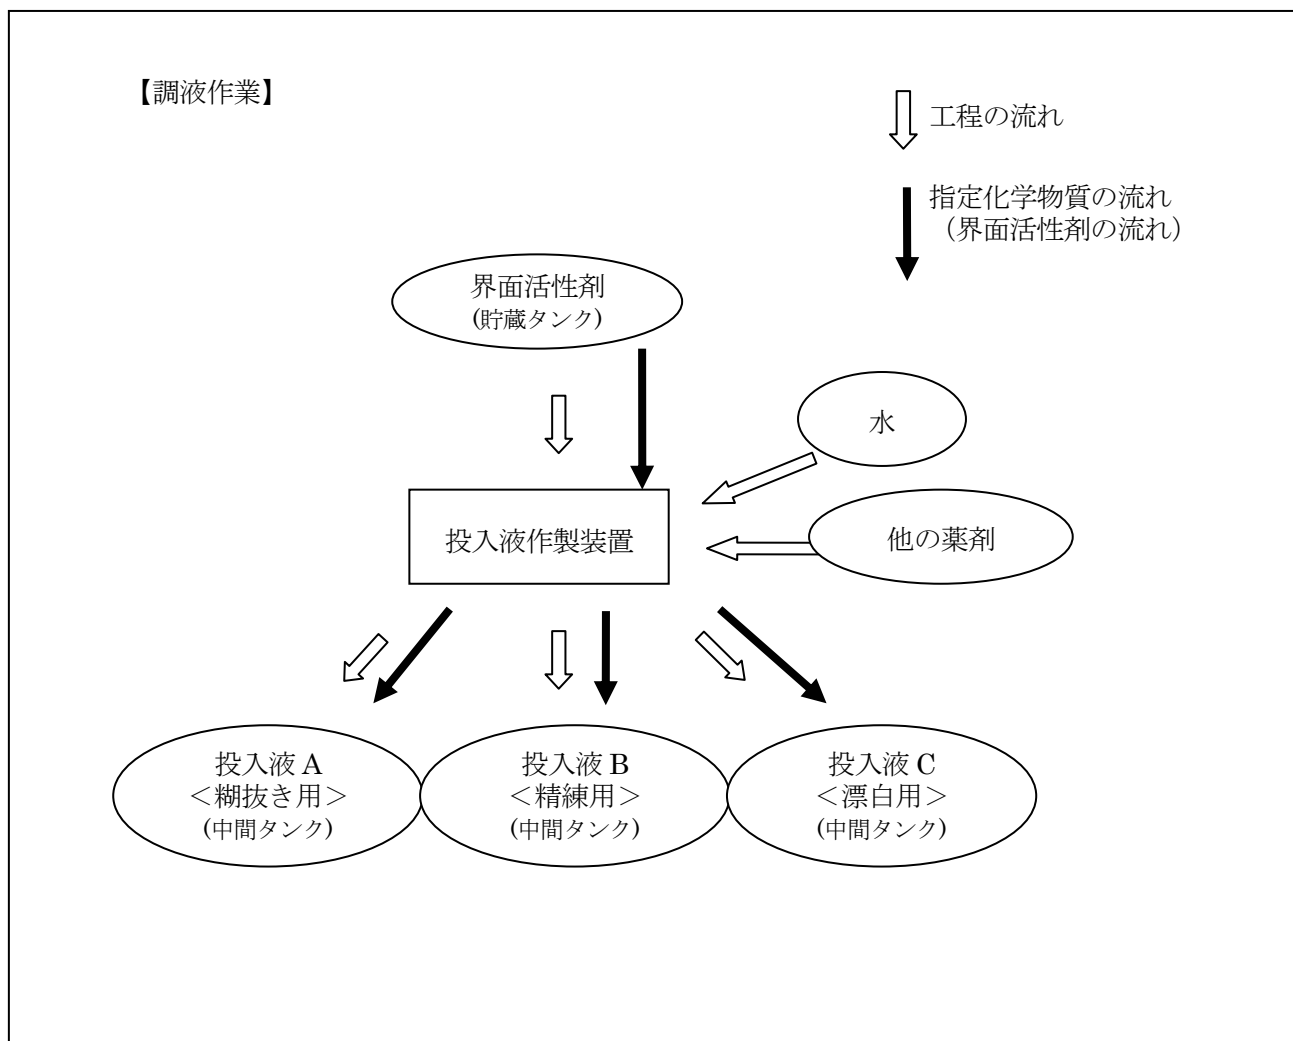 【調液作業】
工程の流れ
指定化学物質の流れ
（界面活性剤の流れ）
界面活性剤
(貯蔵タンク)
水
投入液作製装置
他の薬剤
投入液 A
＜糊抜き用＞
(中間タンク)
投入液 B
＜精練用＞
(中間タンク)
投入液 C
＜漂白用＞
(中間タンク)